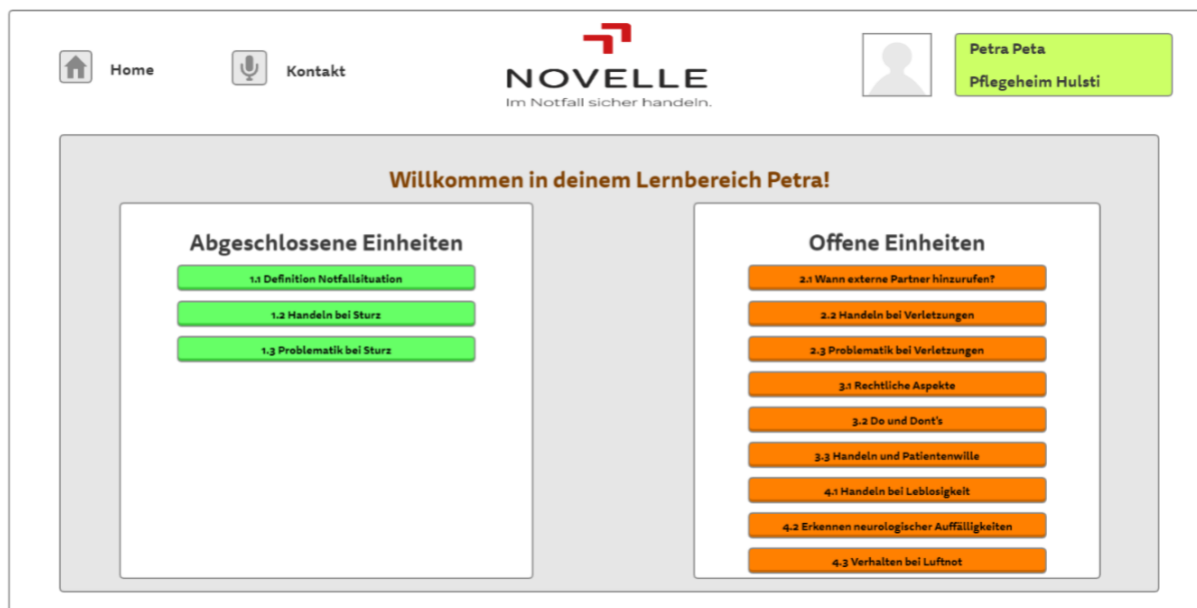 Home
Kontakt
NOVELLE
Im Notfall sicher handeln.
Petra Peta
Pflegeheim Hulsti
Willkommen in deinem Lernbereich Petra!
Abgeschlossene Einheiten
1.1 Definition Notfallsituation
1.2 Handeln bei Sturz
1.3 Problematik bei Sturz
Offene Einheiten
2.1 Wann externe Partner hinzurufen?
2.2 Handeln bei Verletzungen
2.3 Problematik bei Verletzungen
3.1 Rechtliche Aspekte
3.2 Do und Dont's
3.3 Handeln und Patientenwille
4.1 Handeln bei Leblosigkeit
4.2 Erkennen neurologischer Auffälligkeiten
4.3 Verhalten bei Luftnot